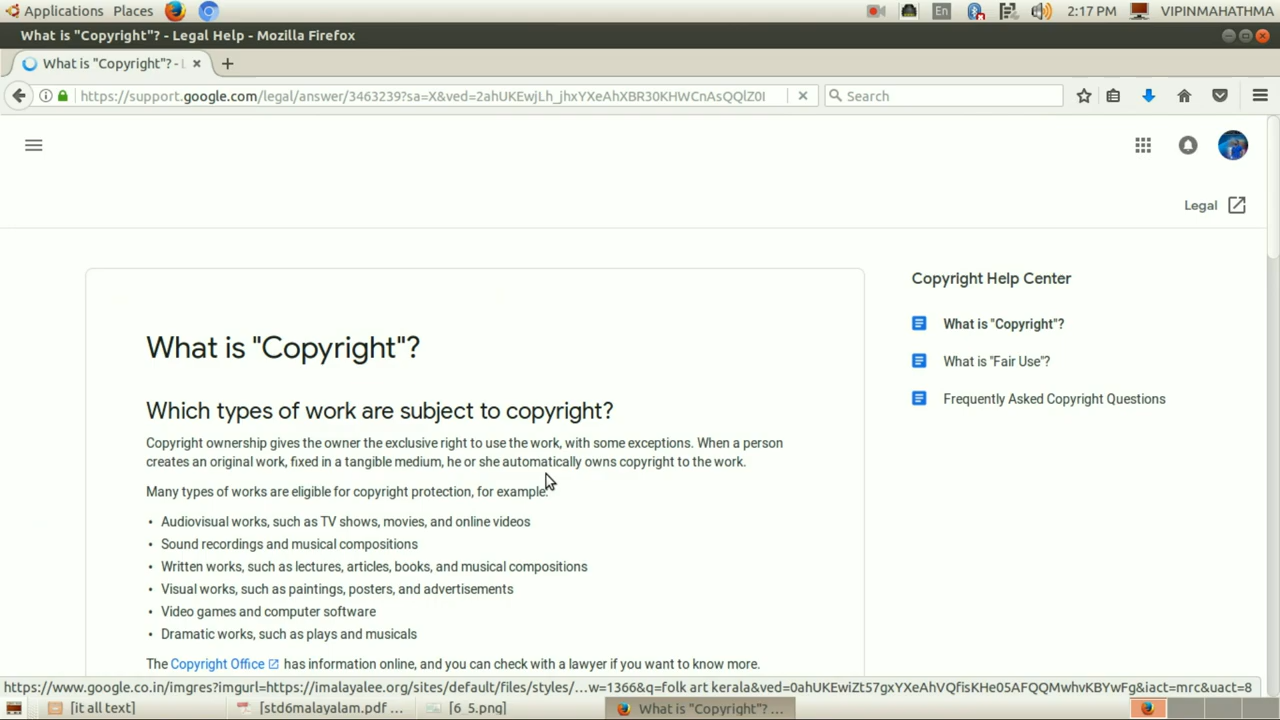 Applications Places En 2:17 PM VIPINMAHATHMA
What is "Copyright"? - Legal Help - Mozilla Firefox
What is "Copyright"? - L
https://support.google.com/legal/answer/3463239?sa=X&ved=2ahUKEwjLh_jhxYXeAhXBR30KHWCnAsQQlZ0I Search
Legal
Copyright Help Center
What is "Copyright"?
What is "Fair Use"?
Frequently Asked Copyright Questions
What is "Copyright"?
Which types of work are subject to copyright?
Copyright ownership gives the owner the exclusive right to use the work, with some exceptions. When a person
creates an original work, fixed in a tangible medium, he or she automatically owns copyright to the work.
Many types of works are eligible for copyright protection, for example:
• Audiovisual works, such as TV shows, movies, and online videos
• Sound recordings and musical compositions
• Written works, such as lectures, articles, books, and musical compositions
• Visual works, such as paintings, posters, and advertisements
• Video games and computer software
• Dramatic works, such as plays and musicals
The Copyright Office has information online, and you can check with a lawyer if you want to know more.
https://www.google.co.in/imgres?imgurl=https://imalayalee.org/sites/default/files/styles/...w=1366&q=folk art kerala&ved=0ahUKEwiZt57gxYXeAhVQfisKHe05AFQQMwhvKBYwFg&iact=mrc&uact=8
[it all text] [std6malayalam.pdf ... [6_5.png] What is "Copyright"? ...